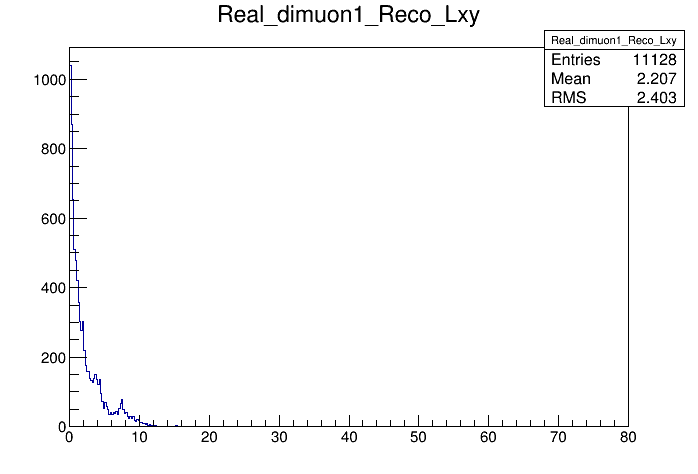 Real_dimuon1_Reco_Lxy
Real_dimuon1_Reco_Lxy
Entries 11128
Mean 2.207
RMS 2.403
1000
800
600
400
200
0
0 10 20 30 40 50 60 70 80